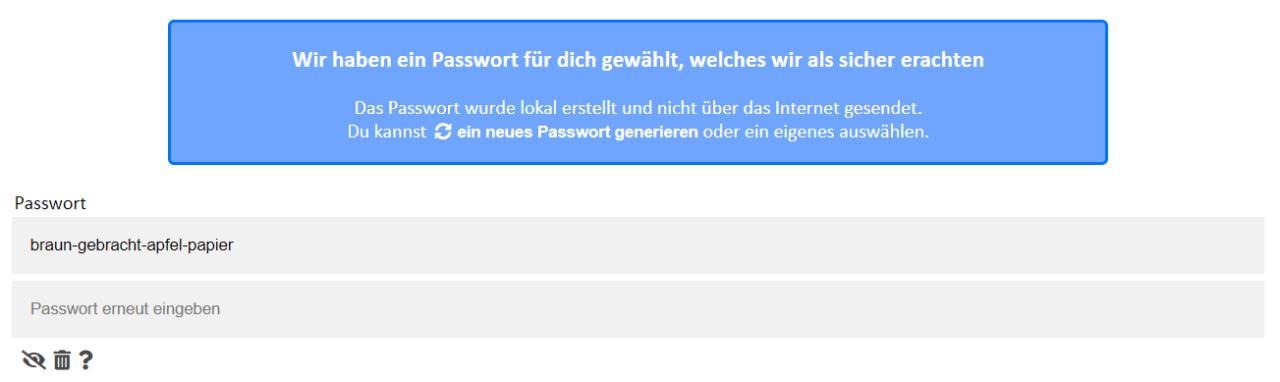 Wir haben ein Passwort für dich gewählt, welches wir als sicher erachten
Das Passwort wurde lokal erstellt und nicht über das Internet gesendet.
Du kannst ein neues Passwort generieren oder ein eigenes auswählen.
Passwort
braun-gebracht-apfel-papier
Passwort erneut eingeben
?